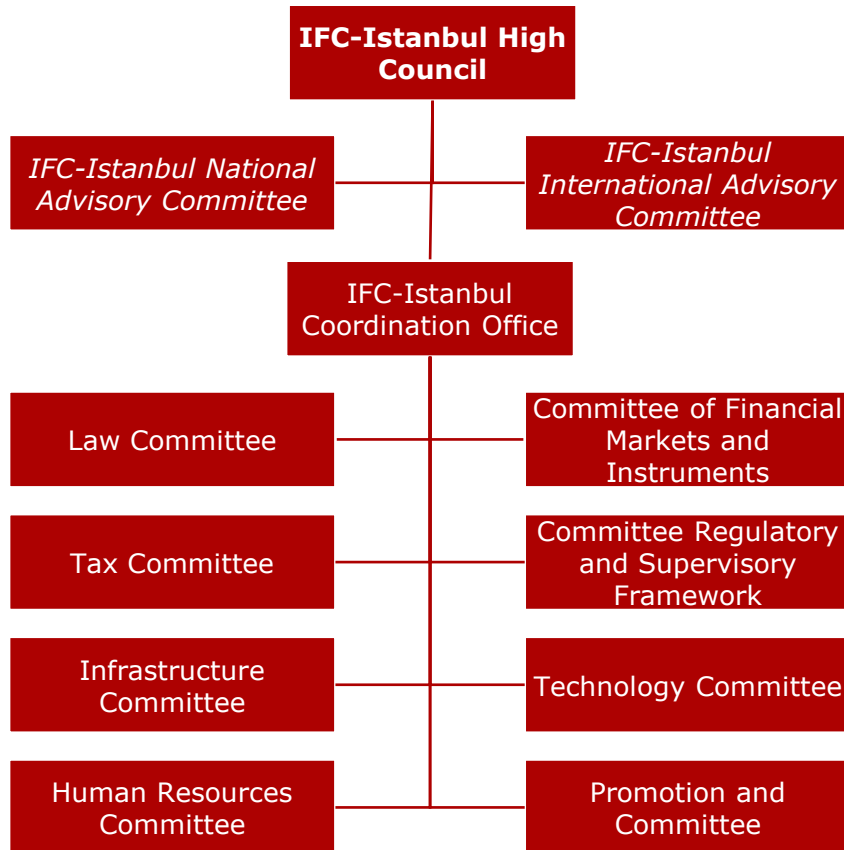 IFC-Istanbul High
Council
IFC-Istanbul National
Advisory Committee
IFC-Istanbul
International Advisory
Committee
IFC-Istanbul
Coordination Office
Law Committee
Committee of Financial
Markets and
Instruments
Tax Committee
Committee Regulatory
and Supervisory
Framework
Infrastructure
Committee
Technology Committee
Human Resources
Committee
Promotion and
Committee